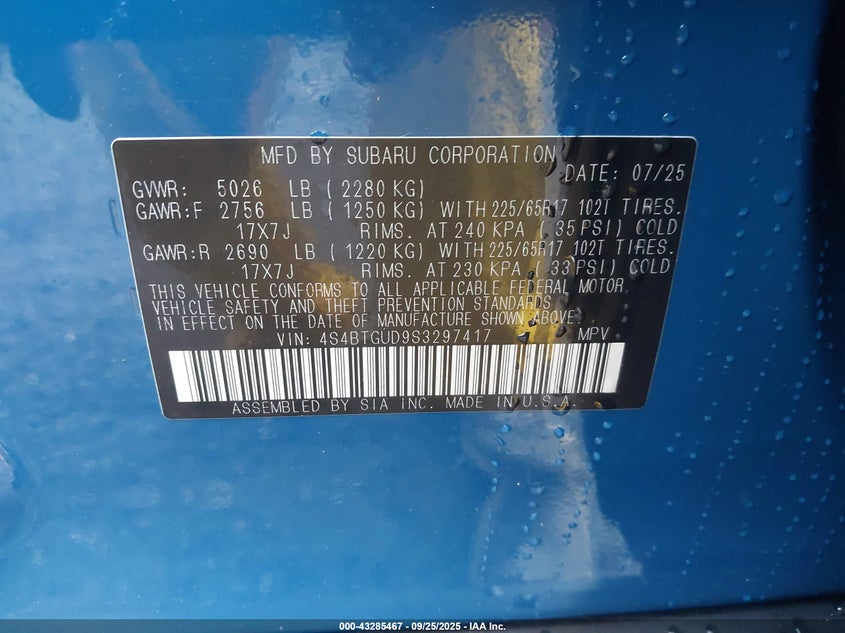 MFD BY SUBARU CORPORATION
DATE: 07/25
GVWR: 5026 LB (2280 KG)
GAWR:F 2756 LB (1250 KG) WITH 225/65R17 102T TIRES.
17X7J RIMS. AT 240 KPA (35 PSI) COLD
GAWR:R 2690 LB (1220 KG) WITH 225/65R17 102T TIRES.
17X7J RIMS. AT 230 KPA (33 PSI) COLD
THIS VEHICLE CONFORMS TO ALL APPLICABLE FEDERAL MOTOR.
VEHICLE SAFETY AND THEFT PREVENTION STANDARDS
IN EFFECT ON THE DATE OF MANUFACTURE SHOWN ABOVE.
VIN: 4S4BTGUD9S3297417 MPV
ASSEMBLED BY SIA INC. MADE IN U.S.A.
000-43285467 - 09/25/2025 - IAA Inc.